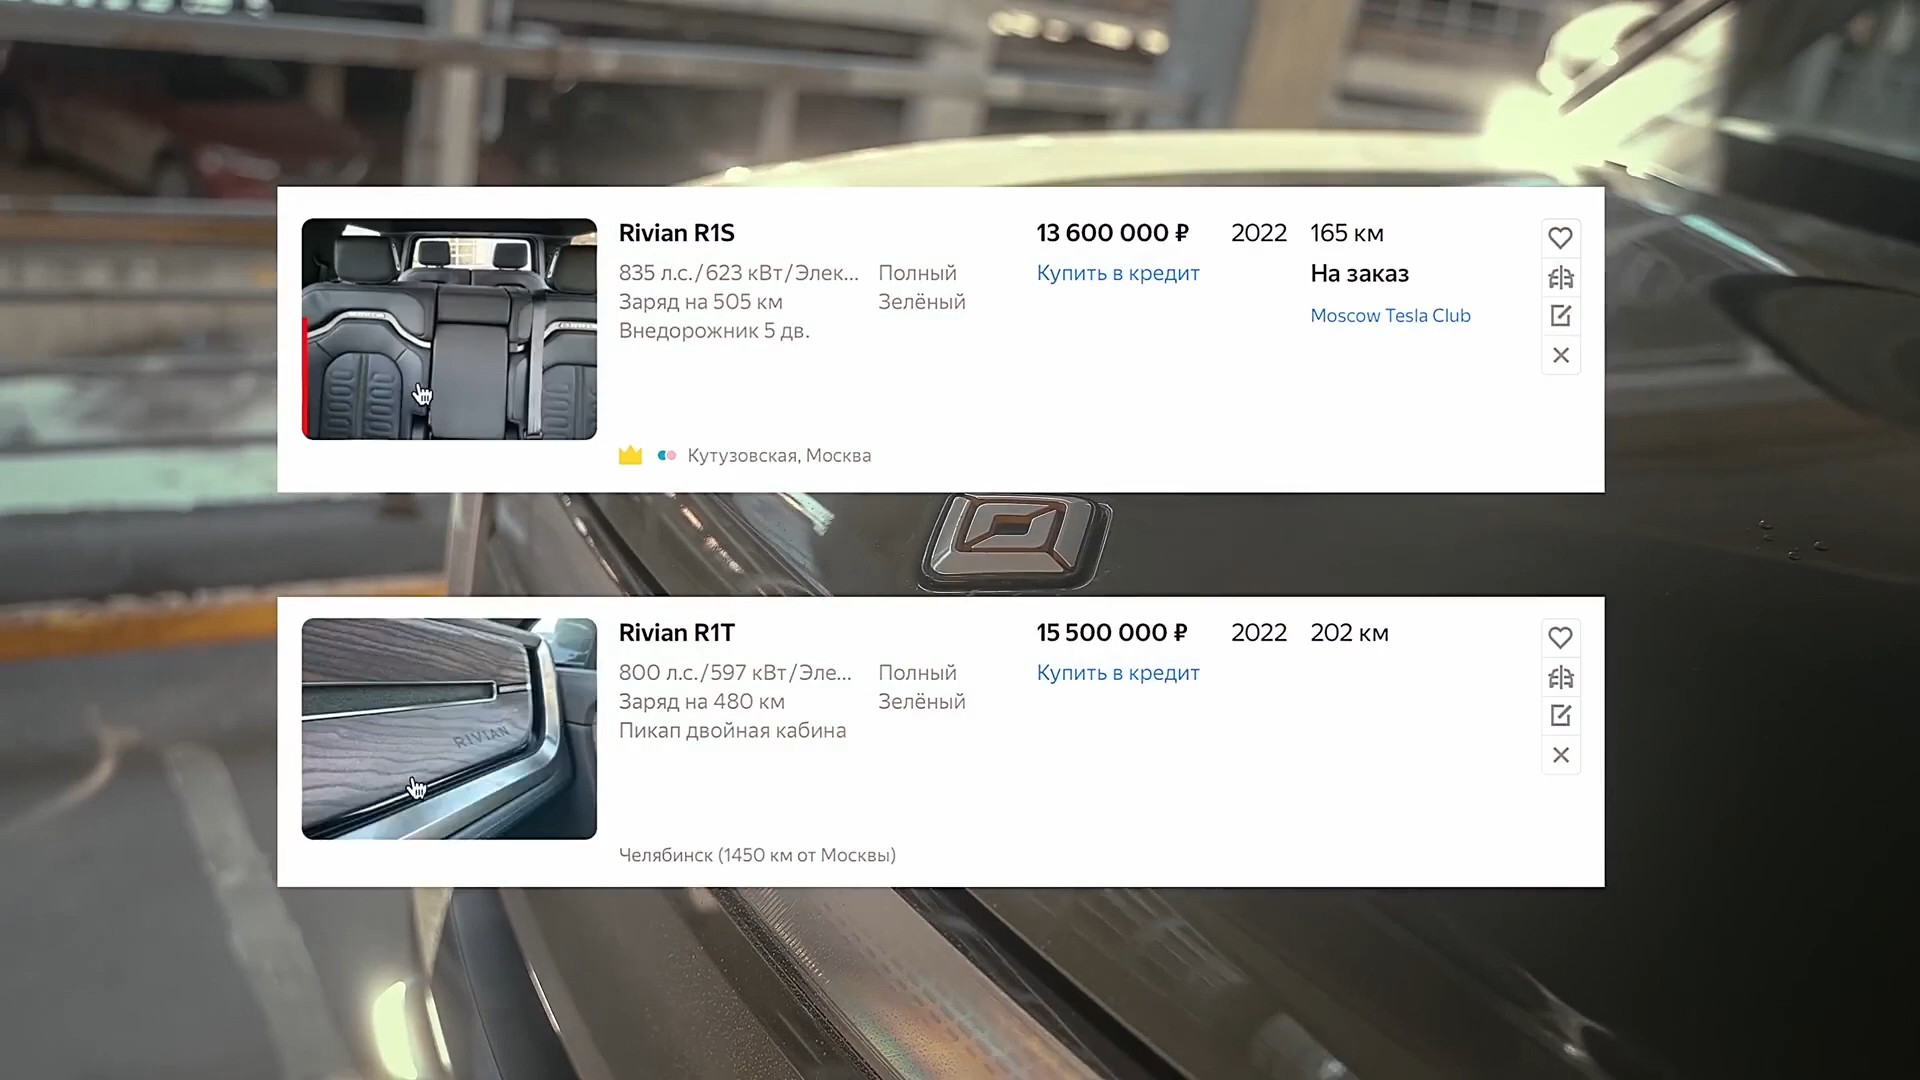 Rivian R1S
13 600 000 ₽
2022
165 км
835 л.с./623 кВт/Элек...
Полный
Купить в кредит
На заказ
Заряд на 505 км
Зелёный
Moscow Tesla Club
Внедорожник 5 дв.
Кутузовская, Москва
Rivian R1T
15 500 000 ₽
2022
202 км
800 л.с./597 кВт/Эле...
Полный
Купить в кредит
Заряд на 480 км
Зелёный
Пикап двойная кабина
RIVIAN
Челябинск (1450 км от Москвы)